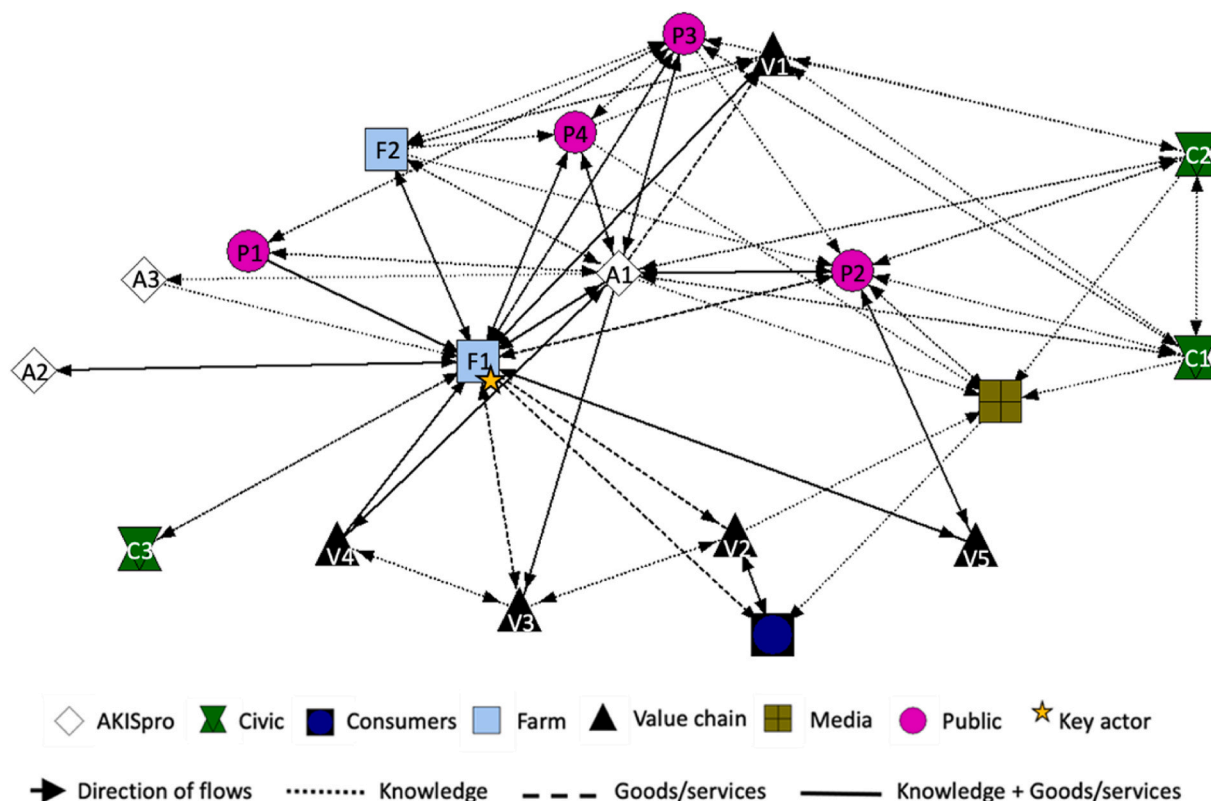 P3
V1
P4
F2
C2
P1
A3
A1
P2
F1
C1
A2
C3
V4
V2
V5
V3
AKISpro Civic Consumers Farm Value chain Media Public Key actor
Direction of flows Knowledge Goods/services Knowledge + Goods/services